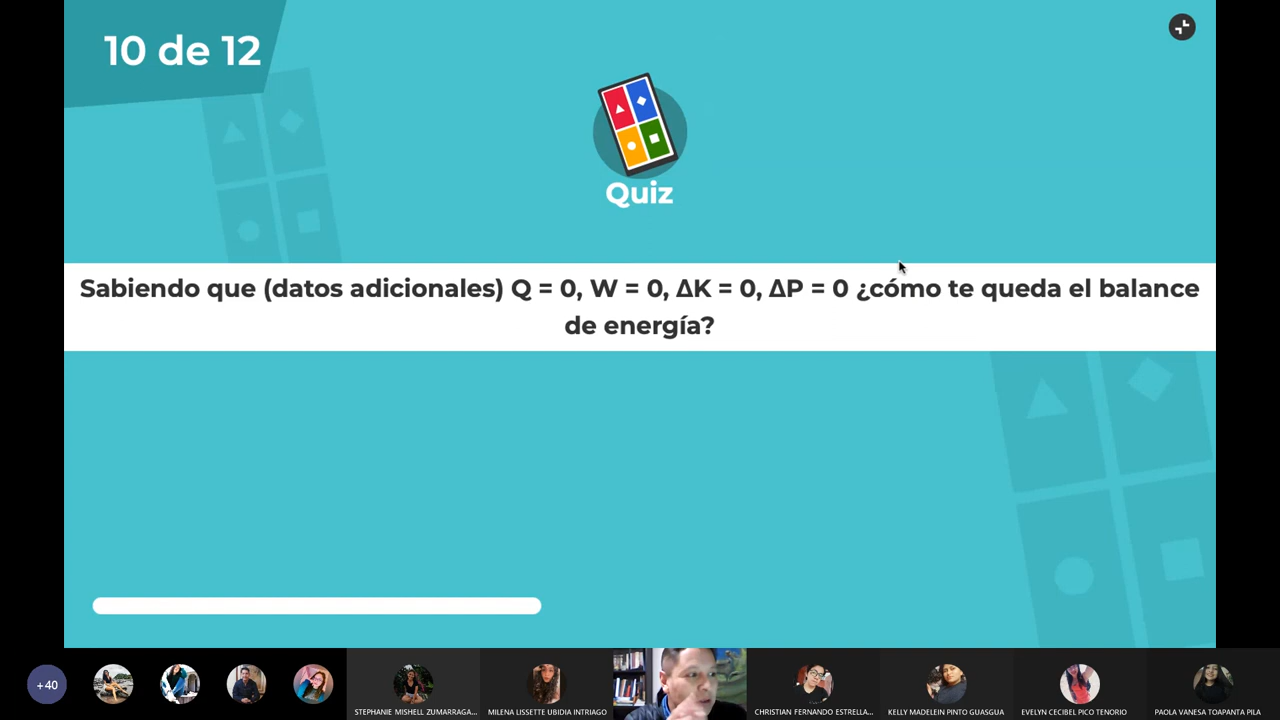 10 de 12
Quiz
Sabiendo que (datos adicionales) Q = 0, W = 0, ΔK = 0, ΔP = 0 ¿cómo te queda el balance
de energía?
+40
STEPHANIE MISHELL ZUMARRAGA...
MILENA LISSETTE UBIDIA INTRIAGO
CHRISTIAN FERNANDO ESTRELLA...
KELLY MADELEIN PINTO GUASGUA
EVELYN CECIBEL PICO TENORIO
PAOLA VANESA TOAPANTA PILA